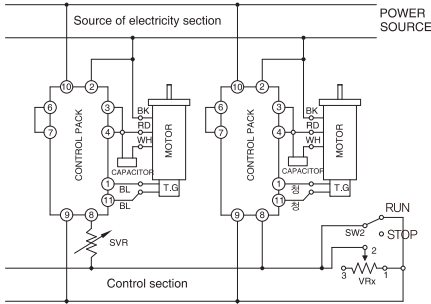 Source of electricity section
POWER
SOURCE
10
2
10
2
6
3
6
3
BK
BK
7
4
RD
7
4
RD
WH
WH
CONTROL PACK
MOTOR
CONTROL PACK
MOTOR
CAPACITOR
CAPACITOR
1
BL
T.G
1
청
T.G
11
BL
11
청
9
8
9
8
RUN
SW2
STOP
SVR
2
3
1
VRx
Control section